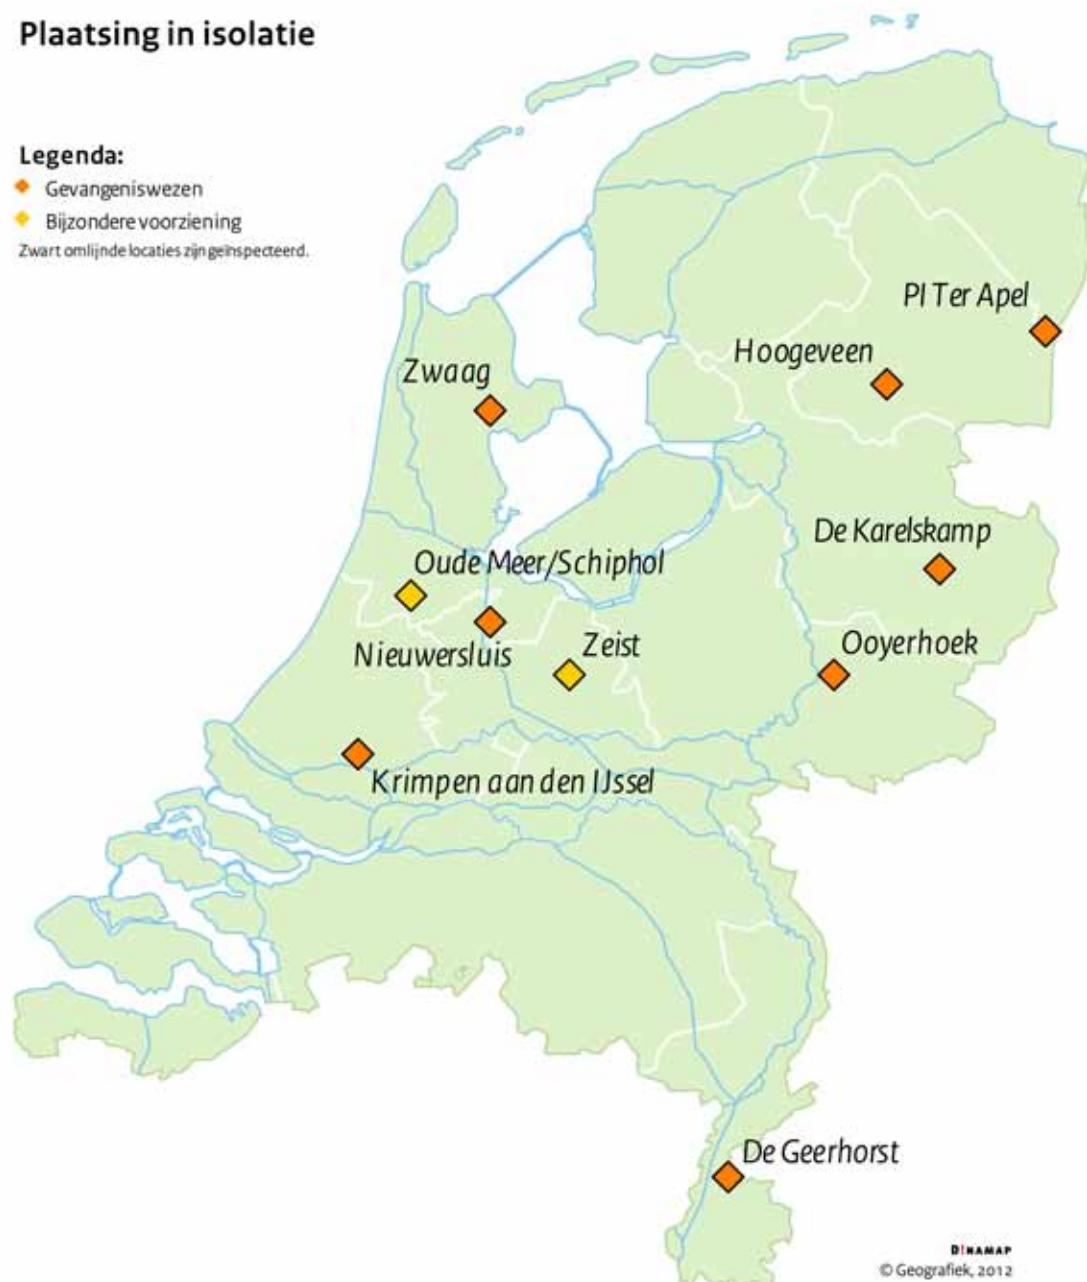 Plaatsing in isolatie
Legenda:
Gevangeniswezen
Bijzondere voorziening
Zwart omlijnde locaties zijn geïnspecteerd.
PI Ter Apel
Hoogeveen
Zwaag
De Karelskamp
Oude Meer/Schiphol
Nieuwersluis
Zeist
Ooyerhoek
Krimpen aan den IJssel
De Geerhorst
D!NAMAP
© Geografiek, 2012